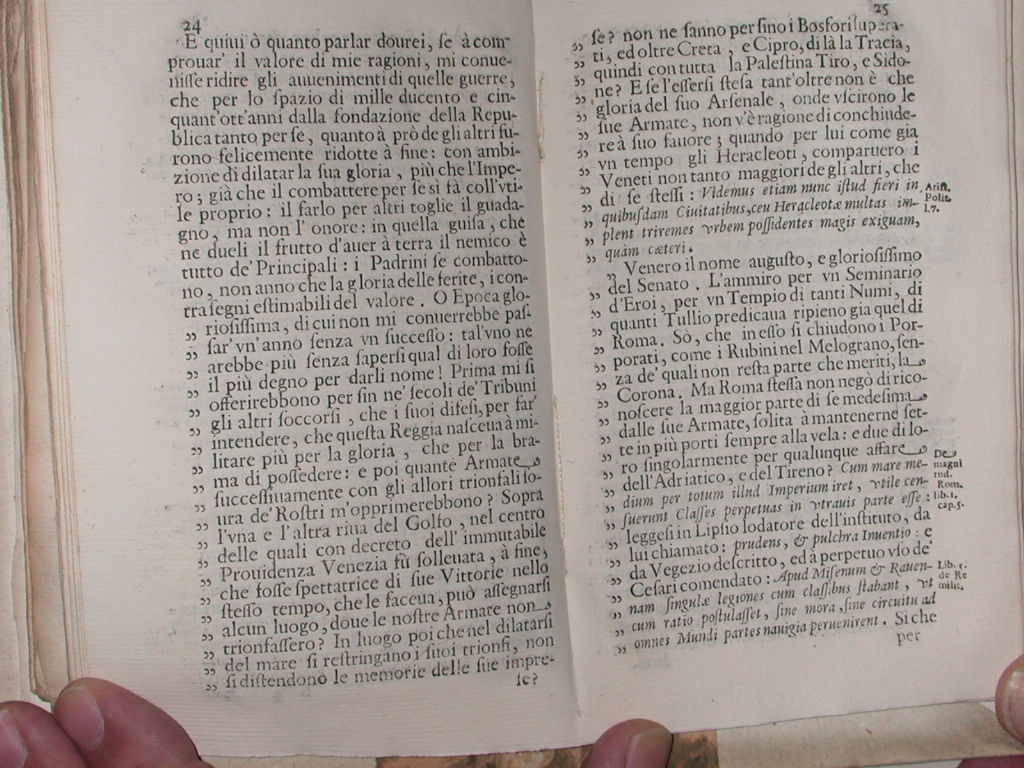 24
E quiui ò quanto parlar dourei, se à com-
prouar' il valore di mie ragioni, mi conue-
nisse ridire gli auuenimenti di quelle guerre,
che per lo spazio di mille ducento e cin-
quant'ott'anni dalla fondazione della Repu-
blica tanto per se, quanto à prò de gli altri fu-
rono felicemente ridotte à fine: con ambi-
zione di dilatar la sua gloria, più che l'Impe-
ro; già che il combattere per se si fà coll'vti-
le proprio: il farlo per altri toglie il guada-
gno, ma non l'onore: in quella guisa, che
ne dueli il frutto d'auer à terra il nemico è
tutto de' Principali: i Padrini se combatto-
no, non anno che la gloria delle ferite, i con-
trasegni estimabili del valore. O Epoca glo-
„ riosissima, di cui non mi conuerrebbe pas-
„ sar' vn'anno senza vn successo: tal'vno ne
„ arebbe più senza sapersi qual di loro fosse
„ il più degno per darli nome! Prima mi si
„ offerirebbono per fin ne' secoli de' Tribuni
„ gli altri soccorsi, che i suoi difesi, per far'
„ intendere, che questa Reggia nasceua à mi-
„ litare più per la gloria, che per la bra-
„ ma di possedere: e poi quante Armate
„ successiuamente con gli allori trionfali so-
„ ura de' Rostri m'opprimerebbono? Sopra
„ l'vna e l'altra riua del Golfo, nel centro
„ delle quali con decreto dell'immutabile
„ Prouidenza Venezia fù solleuata, à fine,
„ che fosse spettatrice di sue Vittorie nello
„ stesso tempo, che le faceua, può assegnarsi
„ alcun luogo, doue le nostre Armate non
„ trionfassero? In luogo poi che nel dilatarsi
„ del mare si restringano i suoi trionfi, non
„ si distendono le memorie delle sue impre-
se?
25
„ se? non ne sanno per fino i Bosfori supera-
„ ti, ed oltre Creta, e Cipro, di là la Tracia,
„ quindi con tutta la Palestina Tiro, e Sido-
„ ne? E se l'essersi stesa tant'oltre non è che
„ gloria del suo Arsenale, onde vscirono le
„ sue Armate, non v'è ragione di conchiude-
„ re à suo fauore; quando per lui come già
„ vn tempo gli Heracleoti, comparuero i
„ Veneti non tanto maggiori de gli altri, che
„ di se stessi: Videmus etiam nunc istud fieri in
„ quibusdam Ciuitatibus, ceu Heracleotæ multas im-
„ plent triremes vrbem possidentes magis exiguam,
„ quàm cæteri.
Arist.
Polit.
l.7.
„ Venero il nome augusto, e gloriosissimo
„ del Senato. L'ammiro per vn Seminario
„ d'Eroi, per vn Tempio di tanti Numi, di
„ quanti Tullio predicaua ripieno gia quel di
„ Roma. Sò, che in esso si chiudono i Por-
„ porati, come i Rubini nel Melograno, sen-
„ za de' quali non resta parte che meriti, la
„ Corona. Ma Roma stessa non negò di rico-
„ noscere la maggior parte di se medesima
„ dalle sue Armate, solita à mantenerne set-
„ te in più porti sempre alla vela: e due di lo-
„ ro singolarmente per qualunque affare
„ dell'Adriatico, e del Tireno? Cum mare me-
„ dium per totum illud Imperium iret, vtile cen-
„ suerunt Classes perpetuas in vtrauis parte esse:
„ leggesi in Lipsio lodatore dell'instituto, da
„ lui chiamato: prudens, & pulchra Inuentio: e
„ da Vegezio descritto, ed à perpetuo vso de'
„ Cesari comendato: Apud Misenum & Rauen-
„ nam singulæ legiones cum classibus stabant, vt
„ cum ratio postulasset, sine mora, sine circuitu ad
„ omnes Mundi partes nauigia peruenirent. Si che
De
magni
tud.
Rom.
lib.1.
cap.5.
Lib. 1.
de Re
milit.
per